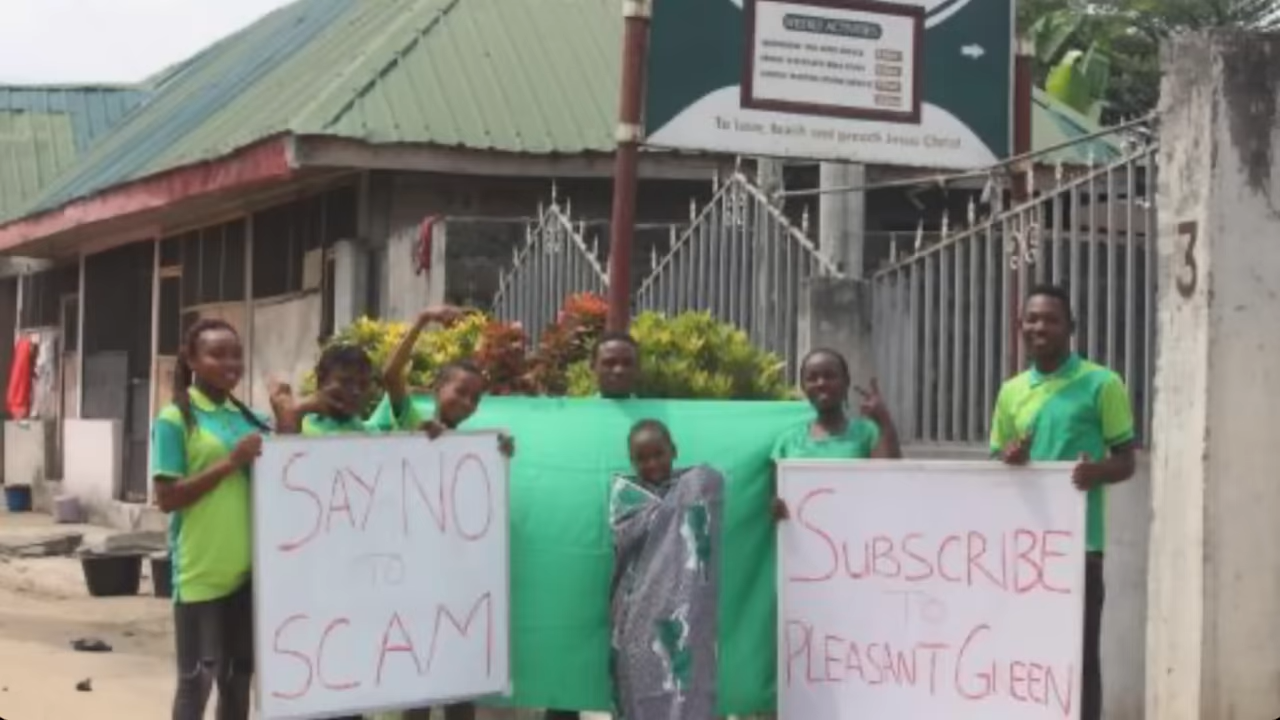 WEEKLY ACTIVITIES
To love, teach and preach Jesus Christ
3
SAY NO
TO
SCAM
SUBSCRIBE
TO
PLEASANT GREEN